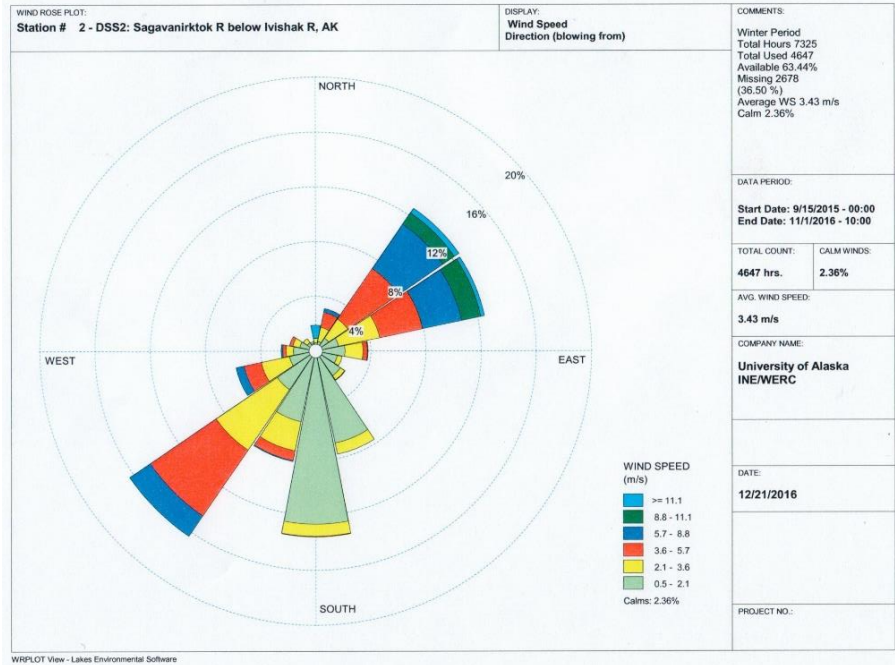 WIND ROSE PLOT:
Station # 2 - DSS2: Sagavanirktok R below Ivishak R, AK
DISPLAY:
Wind Speed
Direction (blowing from)
COMMENTS:
Winter Period
Total Hours 7325
Total Used 4647
Available 63.44%
Missing 2678
(36.50 %)
Average WS 3.43 m/s
Calm 2.36%
NORTH
20%
16%
12%
8%
4%
WEST
EAST
SOUTH
WIND SPEED
(m/s)
>= 11.1
8.8 - 11.1
5.7 - 8.8
3.6 - 5.7
2.1 - 3.6
0.5 - 2.1
Calms: 2.36%
DATA PERIOD:
Start Date: 9/15/2015 - 00:00
End Date: 11/1/2016 - 10:00
TOTAL COUNT:
4647 hrs.
CALM WINDS:
2.36%
AVG. WIND SPEED:
3.43 m/s
COMPANY NAME:
University of Alaska
INE/WERC
DATE:
12/21/2016
PROJECT NO.:
WRPLOT View - Lakes Environmental Software